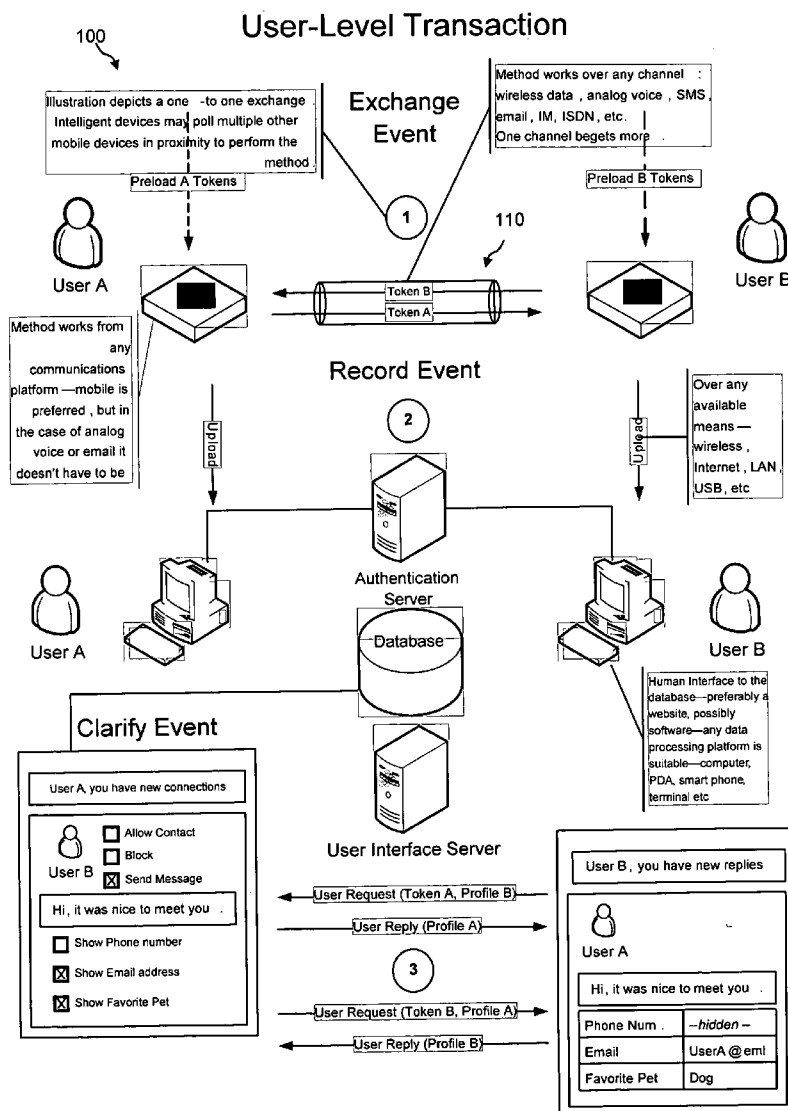 User-Level Transaction
100
Illustration depicts a one -to one exchange .
Intelligent devices may poll multiple other
mobile devices in proximity to perform the
method .
Exchange
Event
Method works over any channel :
wireless data , analog voice , SMS ,
email , IM , ISDN , etc .
One channel begets more .
Preload A Tokens
Preload B Tokens
1
110
User A
User B
Token B
Token A
Method works from
any
communications
platform —mobile is
preferred , but in
the case of analog
voice or email it
doesn't have to be
Record Event
2
Upload
Upload
Over any
available
means —
wireless ,
Internet , LAN ,
USB , etc
Authentication
Server
User A
User B
Database
Human Interface to the
database—preferably a
website, possibly
software—any data
processing platform is
suitable—computer,
PDA, smart phone,
terminal etc
Clarify Event
User A, you have new connections
User B
Allow Contact
Block
Send Message
Hi , it was nice to meet you .
Show Phone number
Show Email address
Show Favorite Pet
User Interface Server
User Request (Token A, Profile B)
User Reply (Profile A)
3
User Request (Token B, Profile A)
User Reply (Profile B)
User B , you have new replies
User A
Hi , it was nice to meet you .
Phone Num . --hidden --
Email UserA @ eml
Favorite Pet Dog